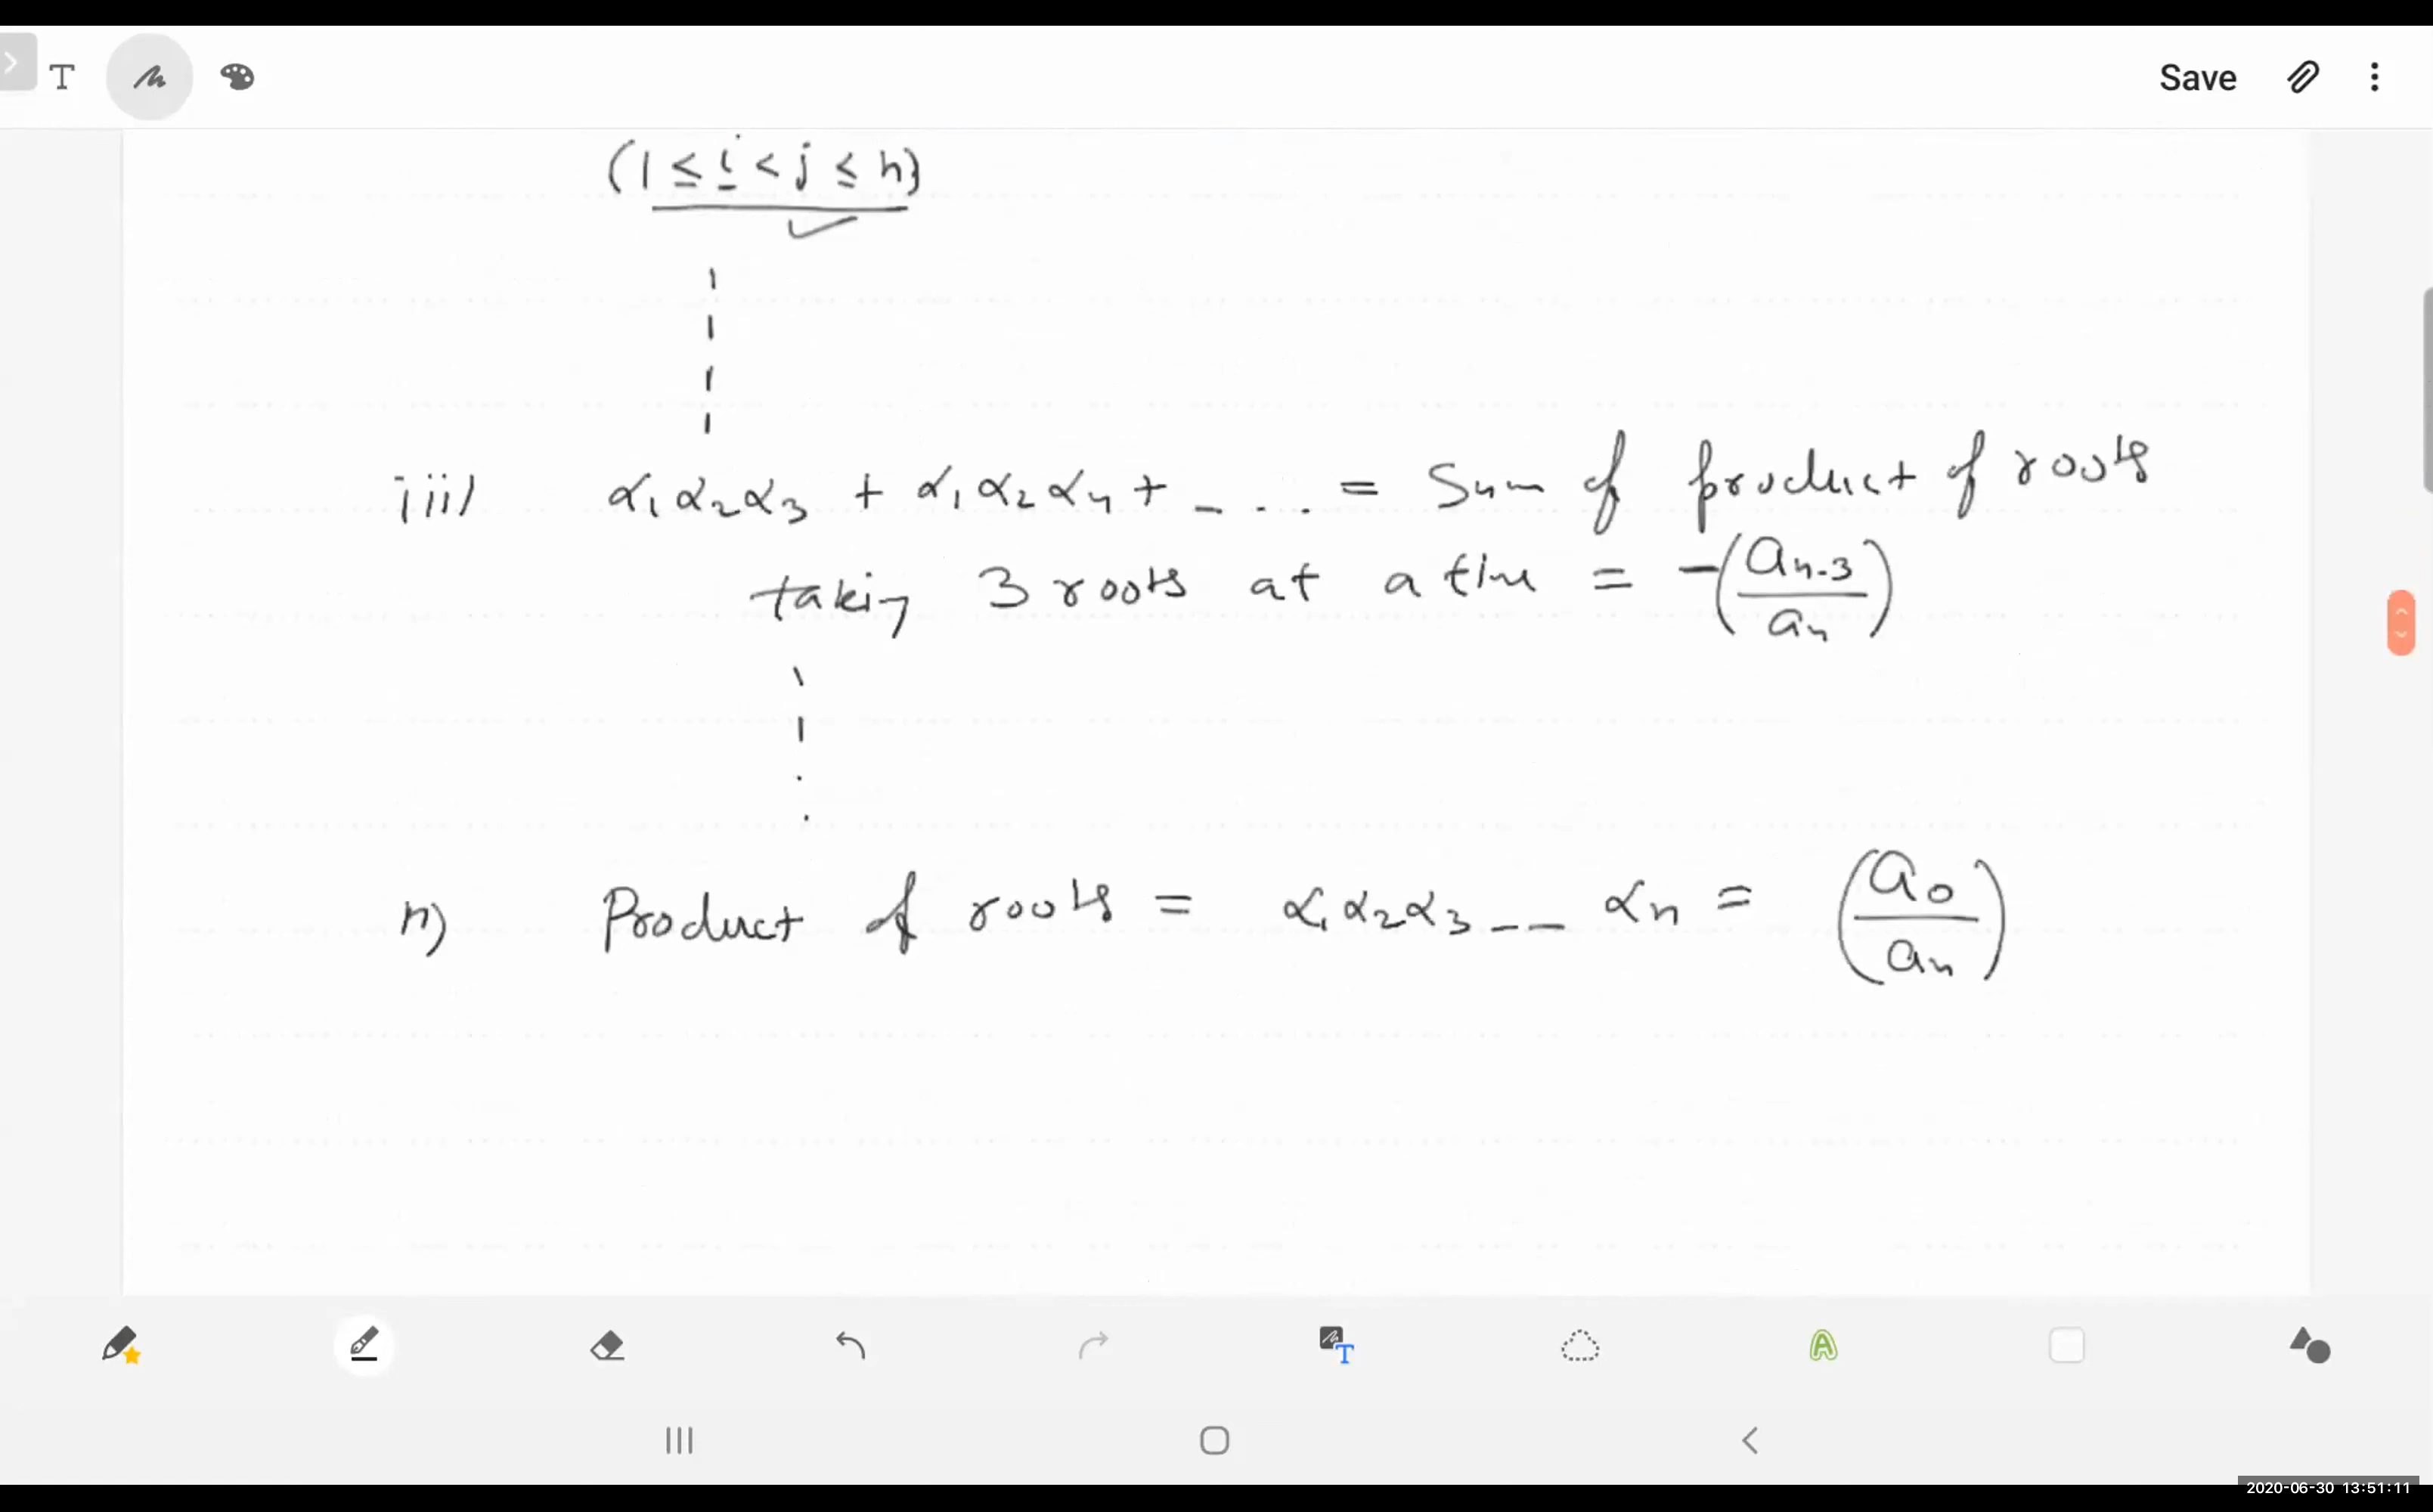 T
Save
(1 ≤ i < j ≤ n)
iii) α₁α₂α₃ + α₁α₂α₄ + - ... = Sum of product of roots
taking 3 roots at a time = -(aₙ₋₃/aₙ)
n) Product of roots = α₁α₂α₃ -- αₙ = (a₀/aₙ)
T
A
2020-06-30 13:51:11